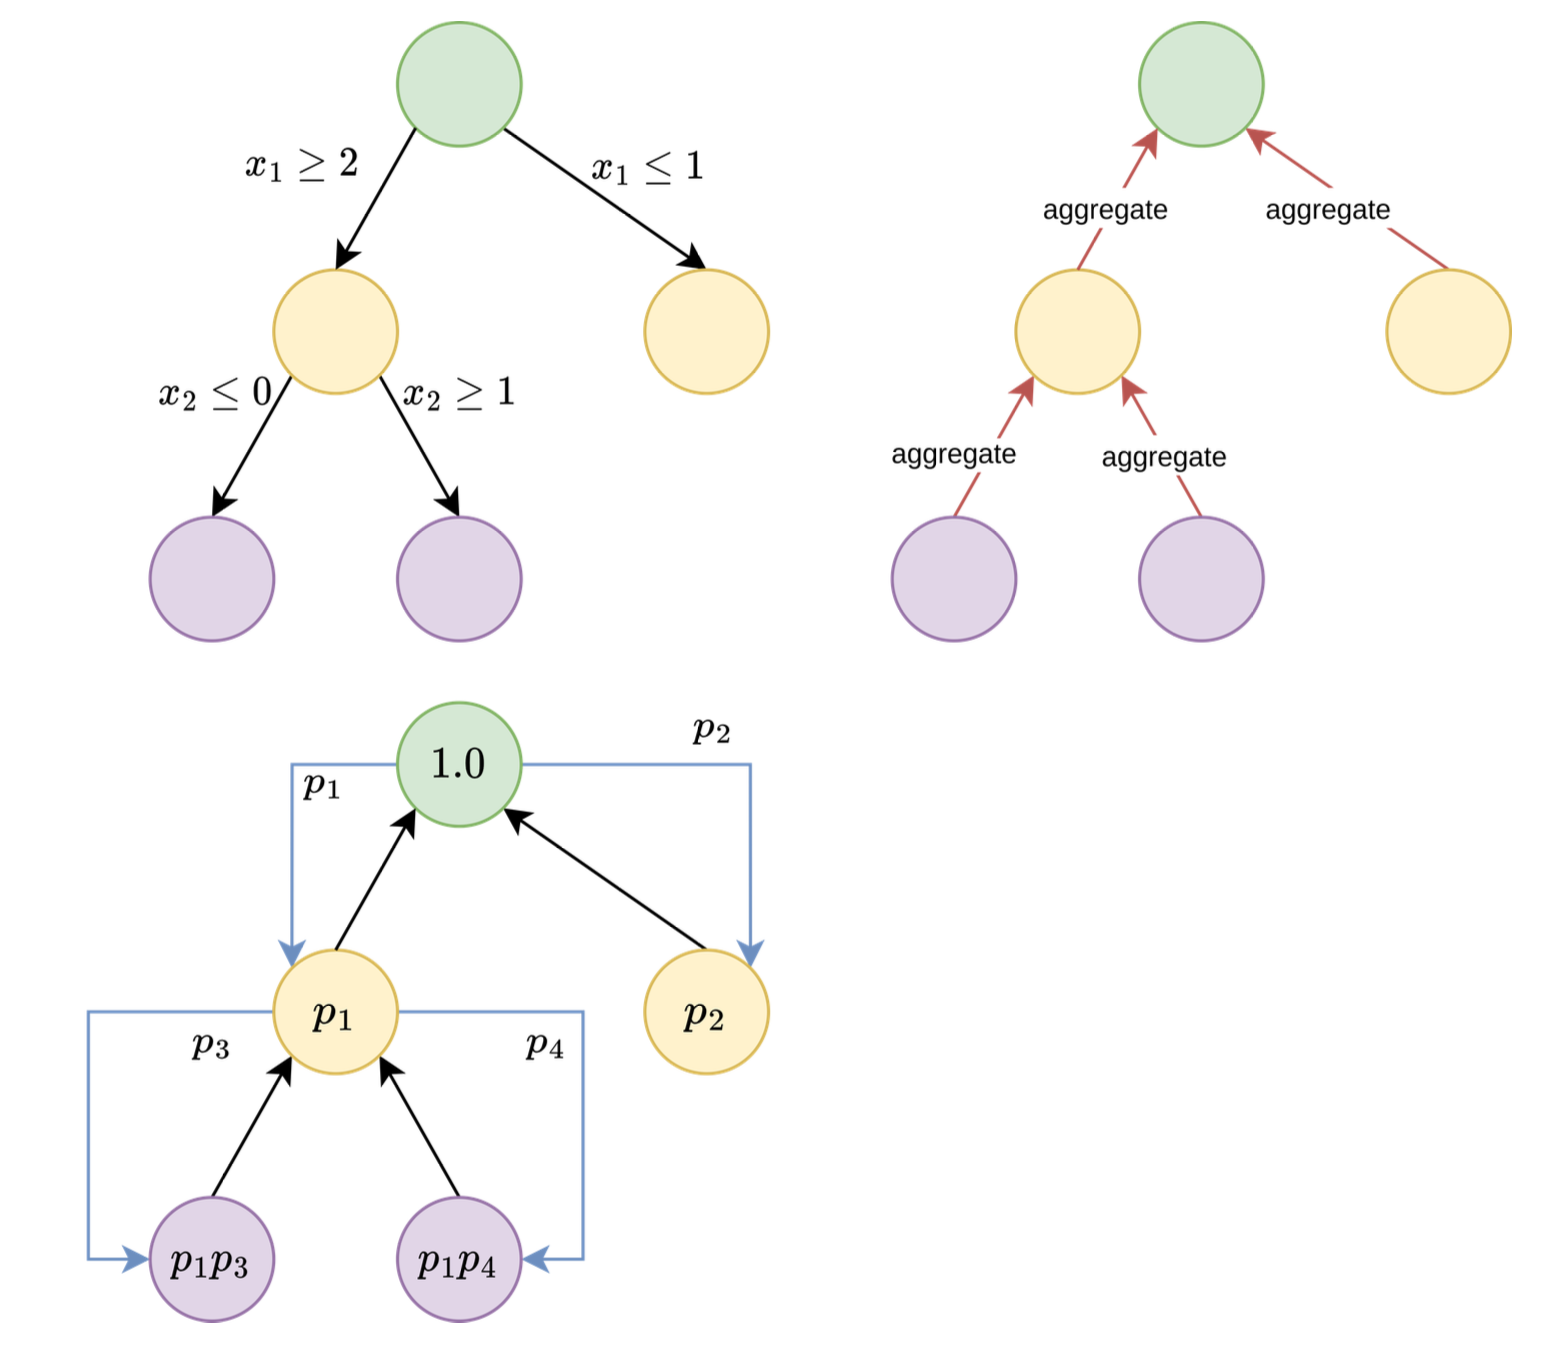 x₁ ≥ 2
x₁ ≤ 1
x₂ ≤ 0
x₂ ≥ 1
aggregate
aggregate
aggregate
aggregate
p₂
1.0
p₁
p₁
p₂
p₃
p₄
p₁p₃
p₁p₄